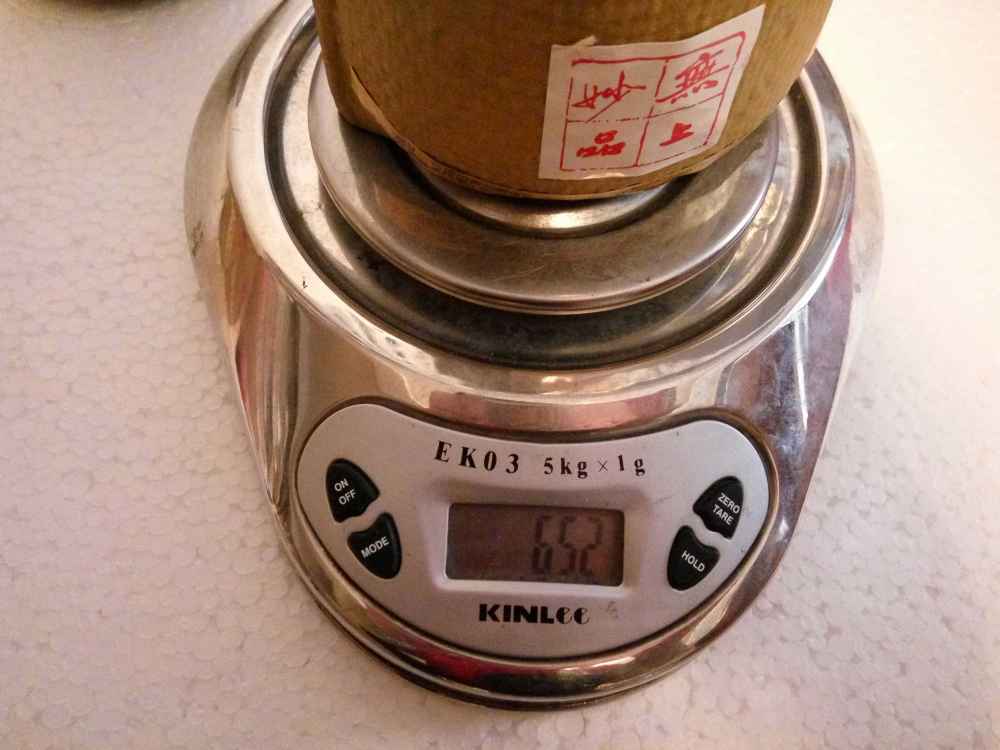 無上
妙品
EK03 5kg×1g
ON
OFF
MODE
652
ZERO
TARE
HOLD
KINLee